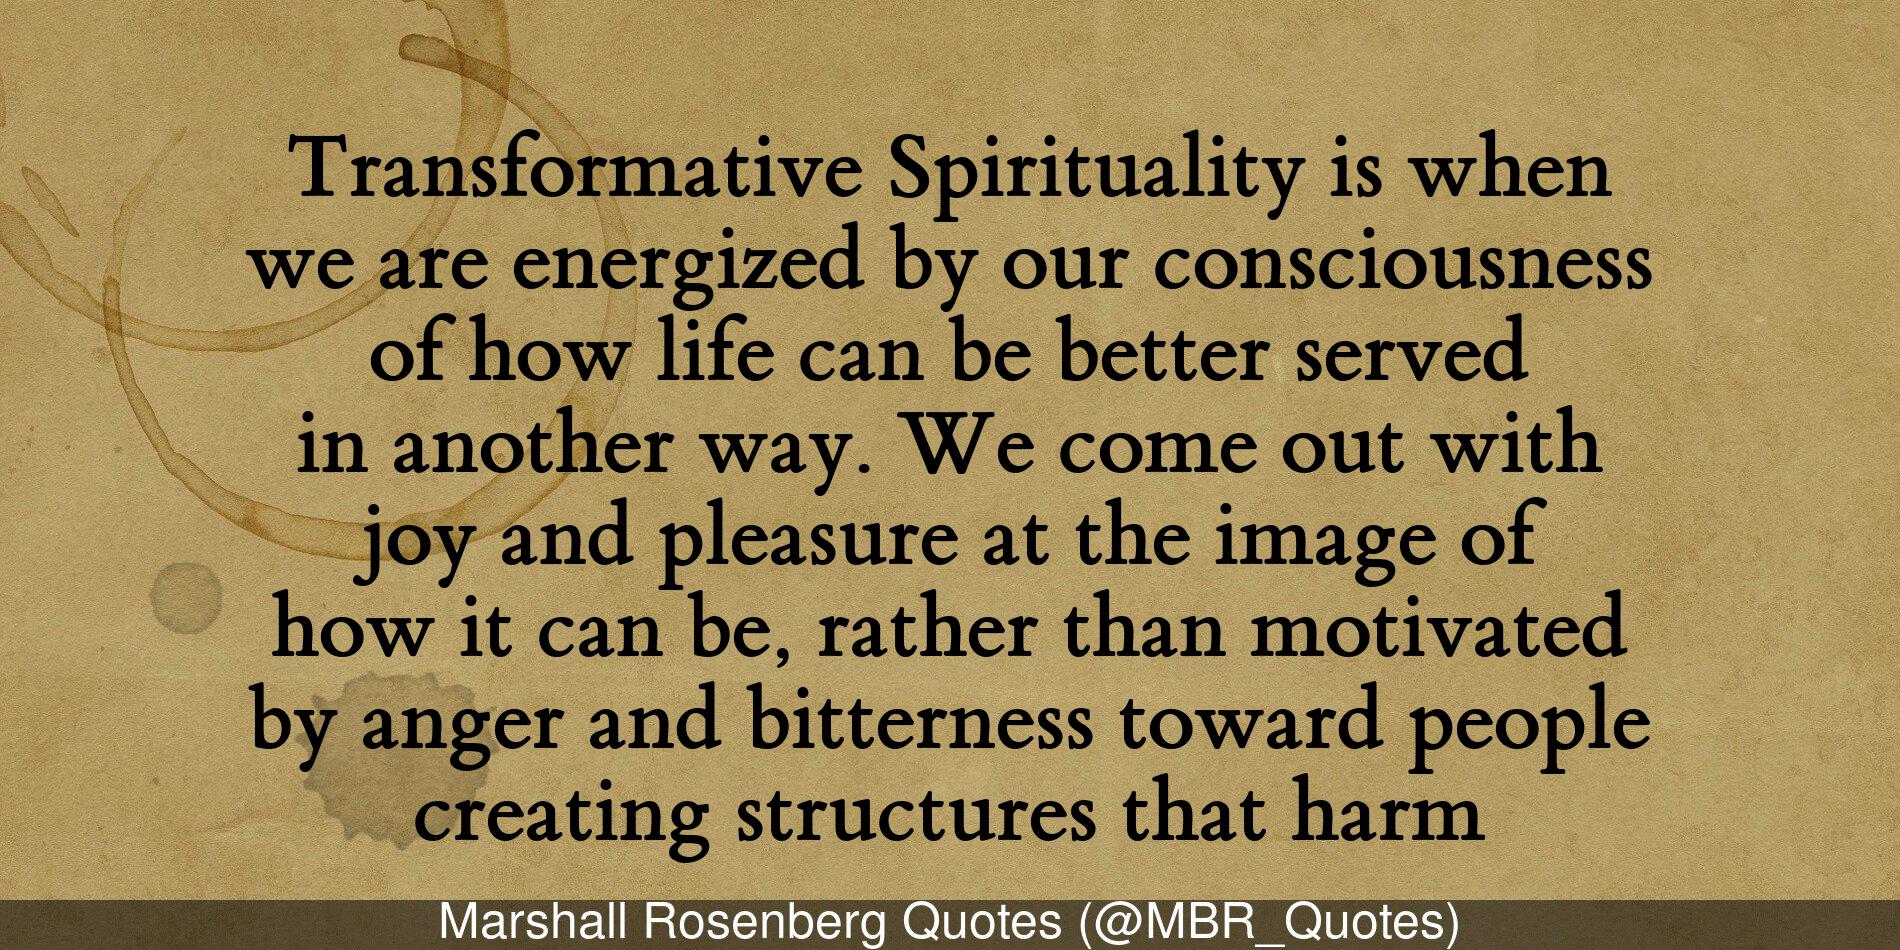 Transformative Spirituality is when
we are energized by our consciousness
of how life can be better served
in another way. We come out with
joy and pleasure at the image of
how it can be, rather than motivated
by anger and bitterness toward people
creating structures that harm
Marshall Rosenberg Quotes (@MBR_Quotes)